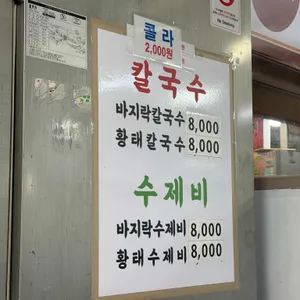 콜라
2,000원
칼국수
바지락칼국수 8,000
황태칼국수 8,000
수제비
바지락수제비 8,000
황태수제비 8,000